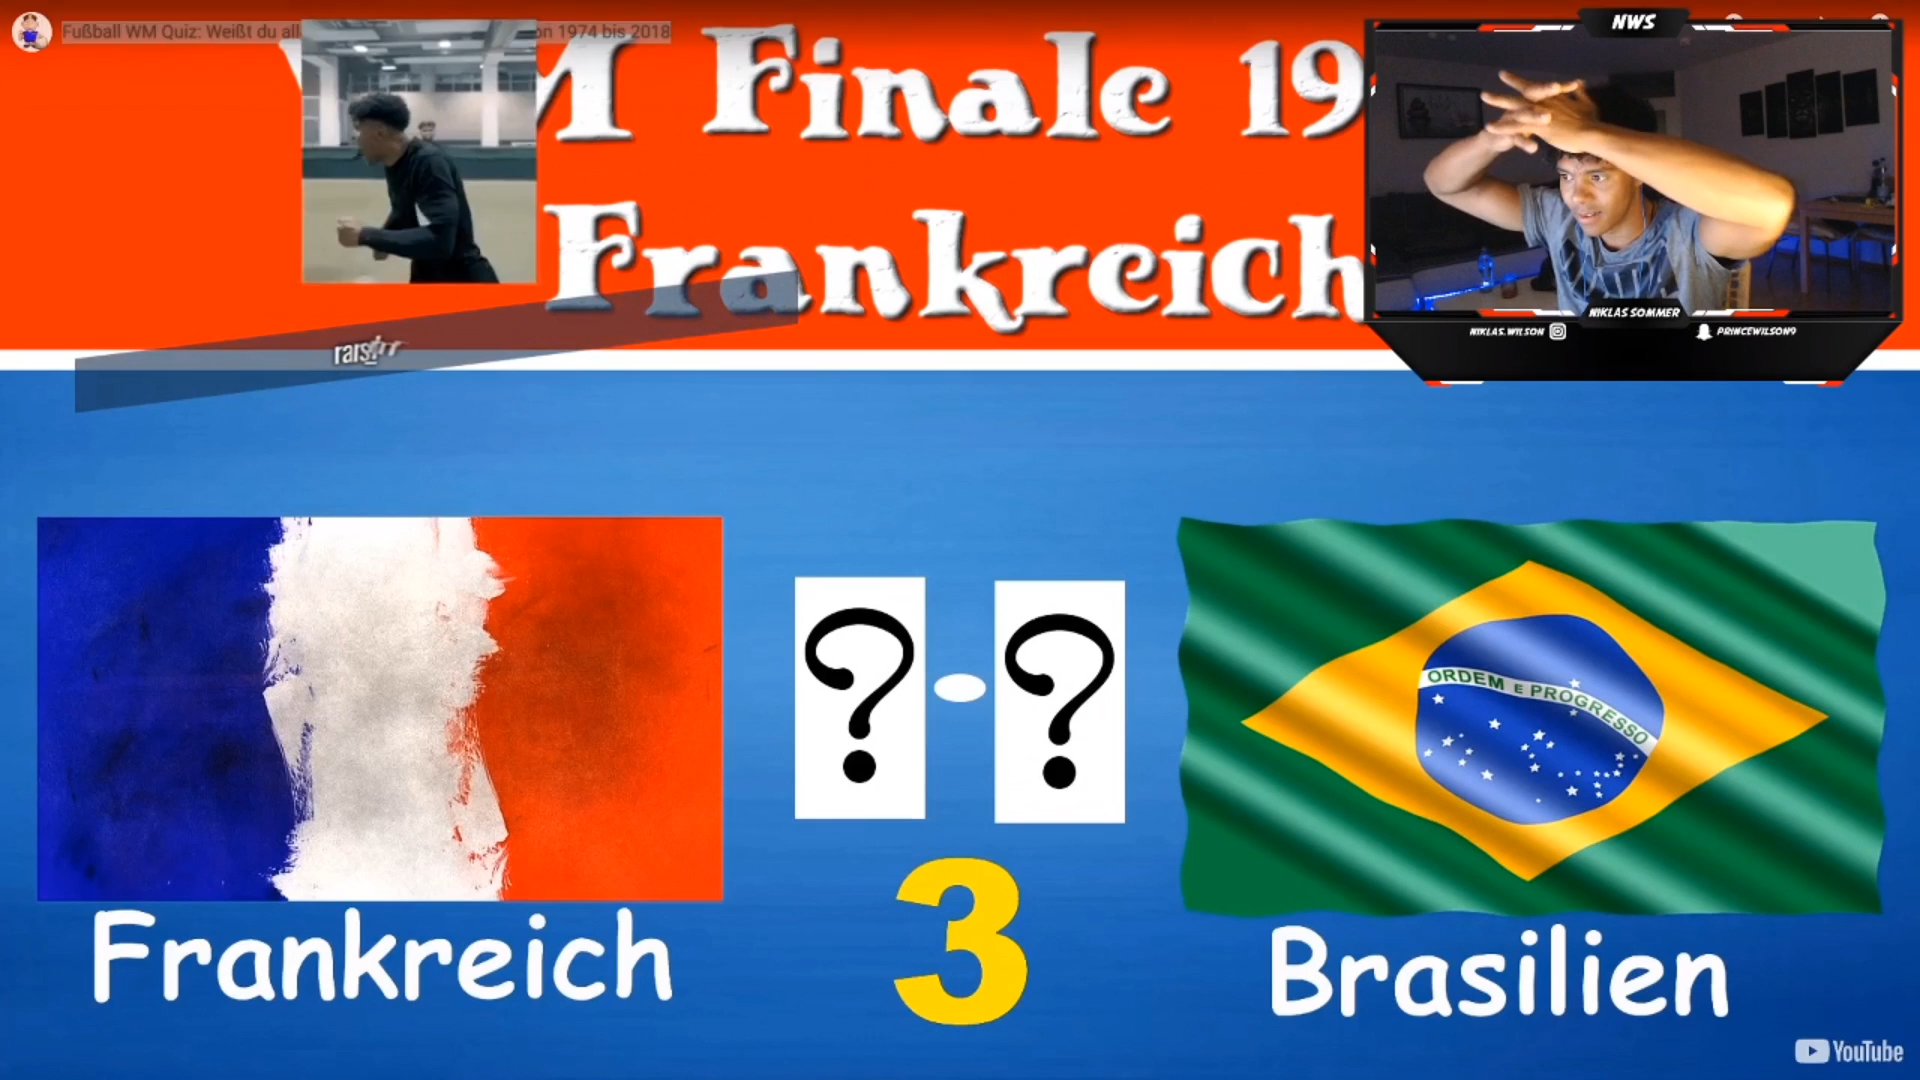 Fußball WM Quiz: Weißt du all
on 1974 bis 2018
M Finale 19
Frankreich
NWS
NIKLAS SOMMER
NIKLAS.WILSON
PRINCEWILSON9
? - ?
ORDEM E PROGRESSO
3
Frankreich
Brasilien
YouTube